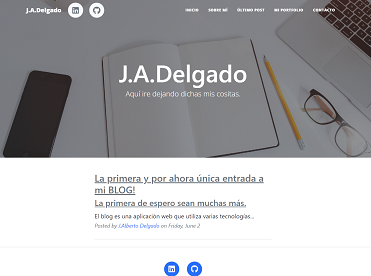 J.A.Delgado
INICIO SOBRE MÍ ÚLTIMO POST MI PORTFOLIO CONTACTO
J.A.Delgado
Aquí ire dejando dichas mis cositas.
La primera y por ahora única entrada a
mi BLOG!
La primera de espero sean muchas más.
El blog es una aplicación web que utiliza varias tecnologías...
Posted by J.Alberto Delgado on Friday, June 2